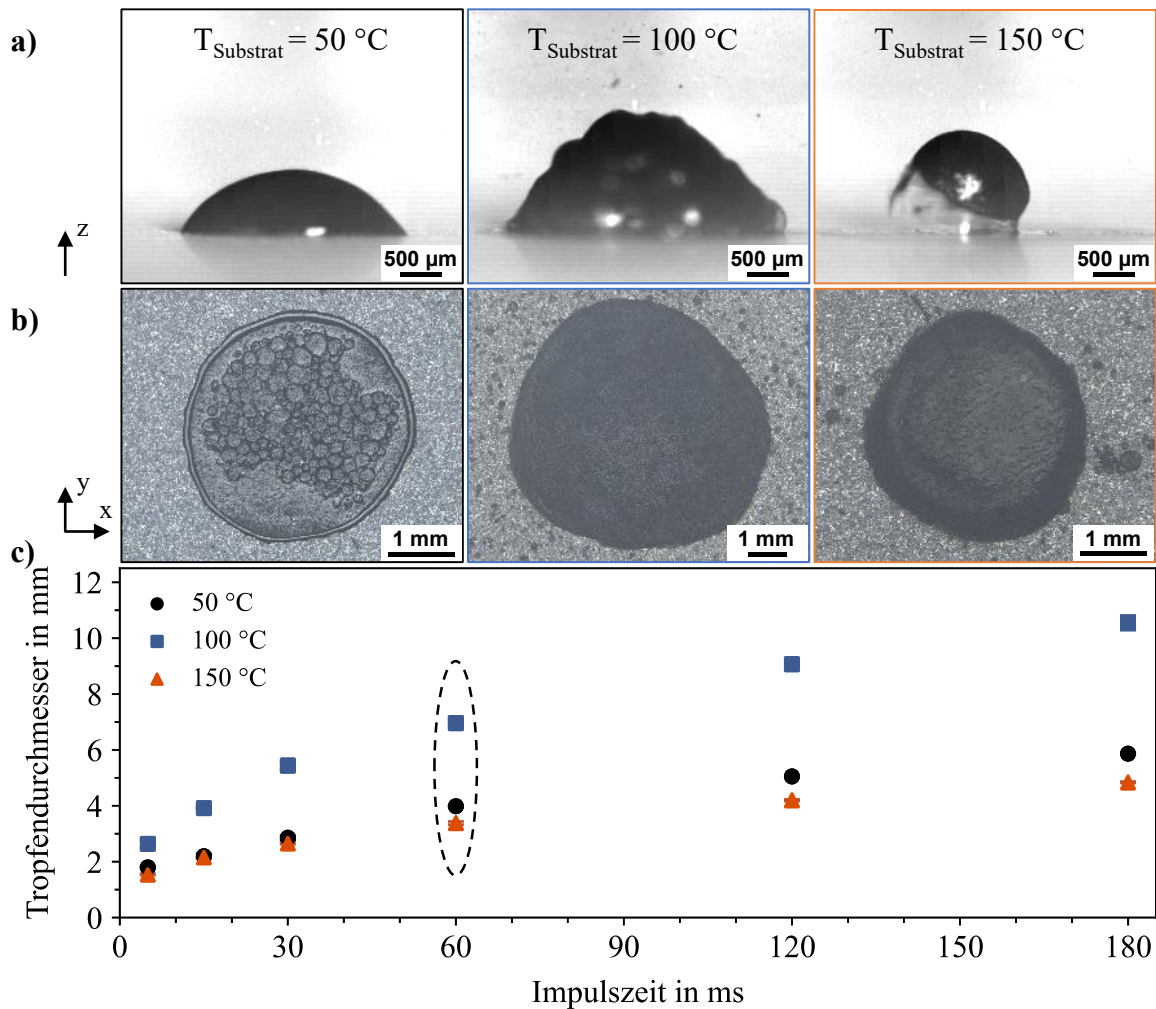 a)
T_Substrat = 50 °C
T_Substrat = 100 °C
T_Substrat = 150 °C
z
500 µm
500 µm
500 µm
b)
y
x
1 mm
1 mm
1 mm
c)
Tropfendurchmesser in mm
12
10
8
6
4
2
0
50 °C
100 °C
150 °C
0
30
60
90
120
150
180
Impulszeit in ms